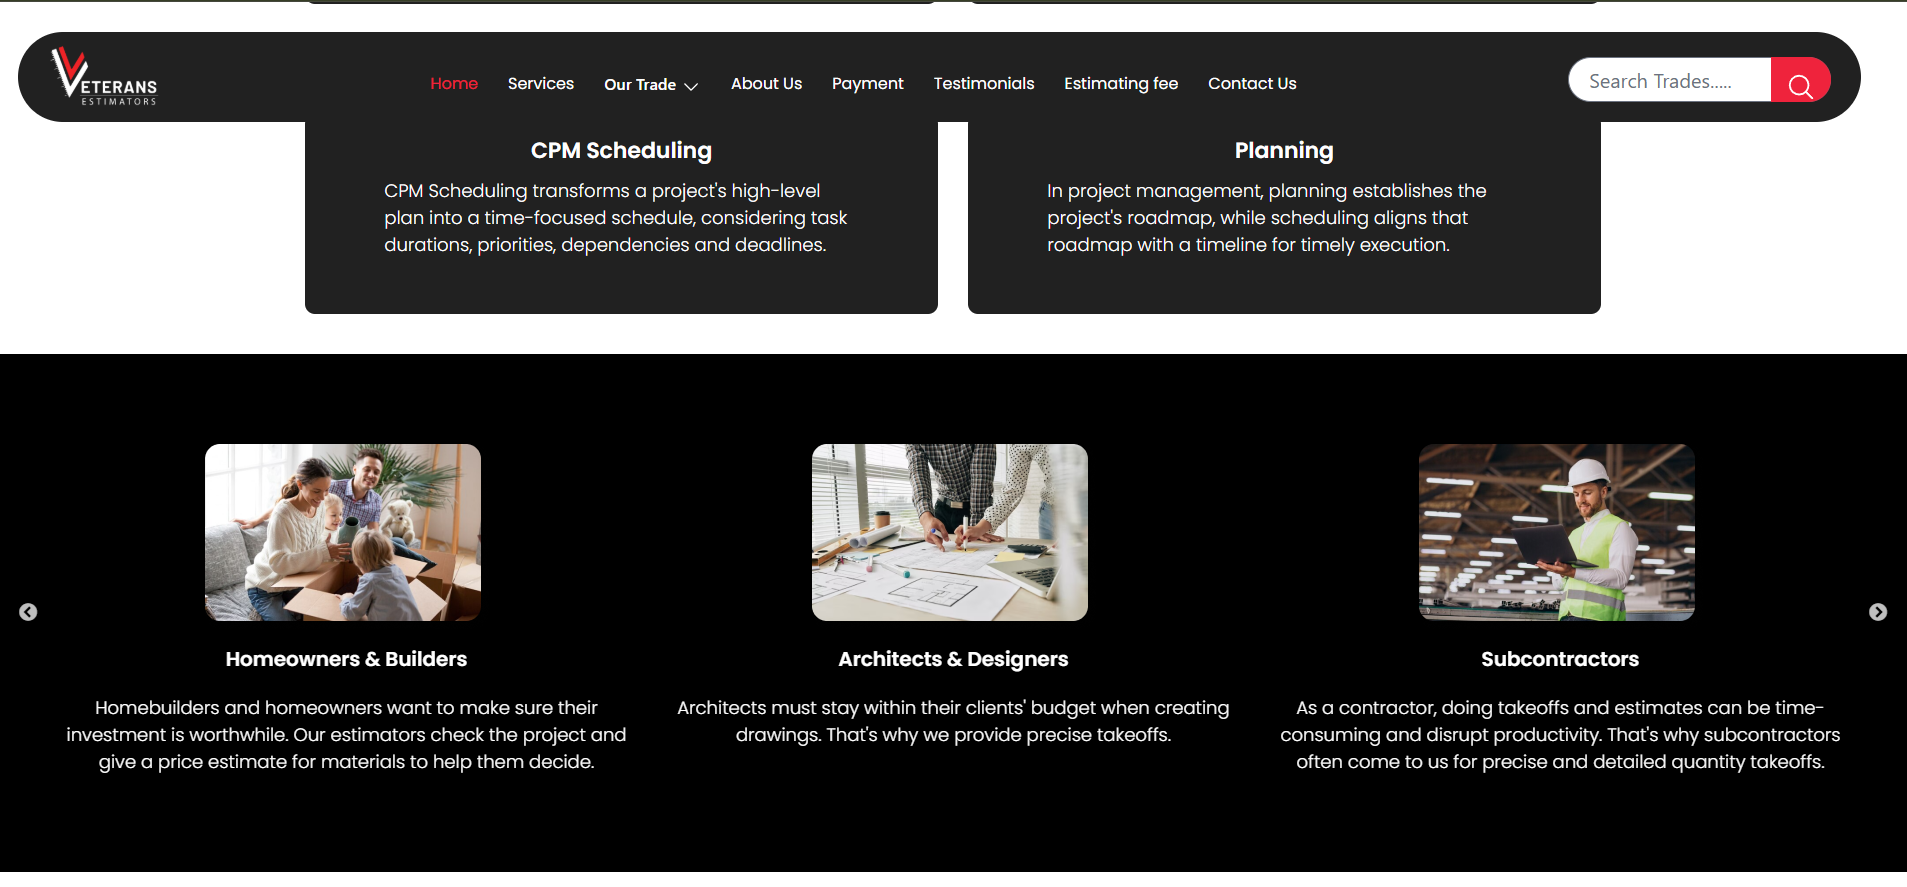 VETERANS
ESTIMATORS
Home Services Our Trade About Us Payment Testimonials Estimating fee Contact Us
Search Trades.....
CPM Scheduling
CPM Scheduling transforms a project's high-level
plan into a time-focused schedule, considering task
durations, priorities, dependencies and deadlines.
Planning
In project management, planning establishes the
project's roadmap, while scheduling aligns that
roadmap with a timeline for timely execution.
Homeowners & Builders
Homebuilders and homeowners want to make sure their
investment is worthwhile. Our estimators check the project and
give a price estimate for materials to help them decide.
Architects & Designers
Architects must stay within their clients' budget when creating
drawings. That's why we provide precise takeoffs.
Subcontractors
As a contractor, doing takeoffs and estimates can be time-
consuming and disrupt productivity. That's why subcontractors
often come to us for precise and detailed quantity takeoffs.